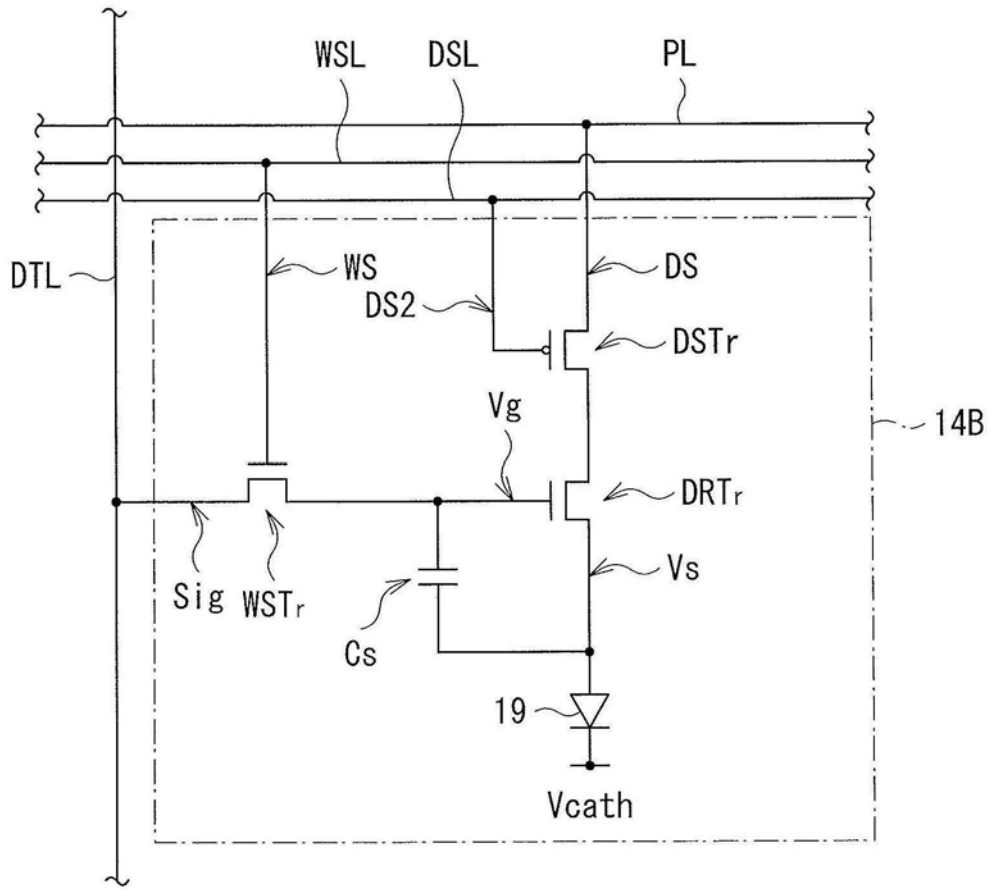 WSL
DSL
PL
DTL
WS
DS
DS2
DSTr
Vg
14B
DRTr
Sig
WSTr
Vs
Cs
19
Vcath